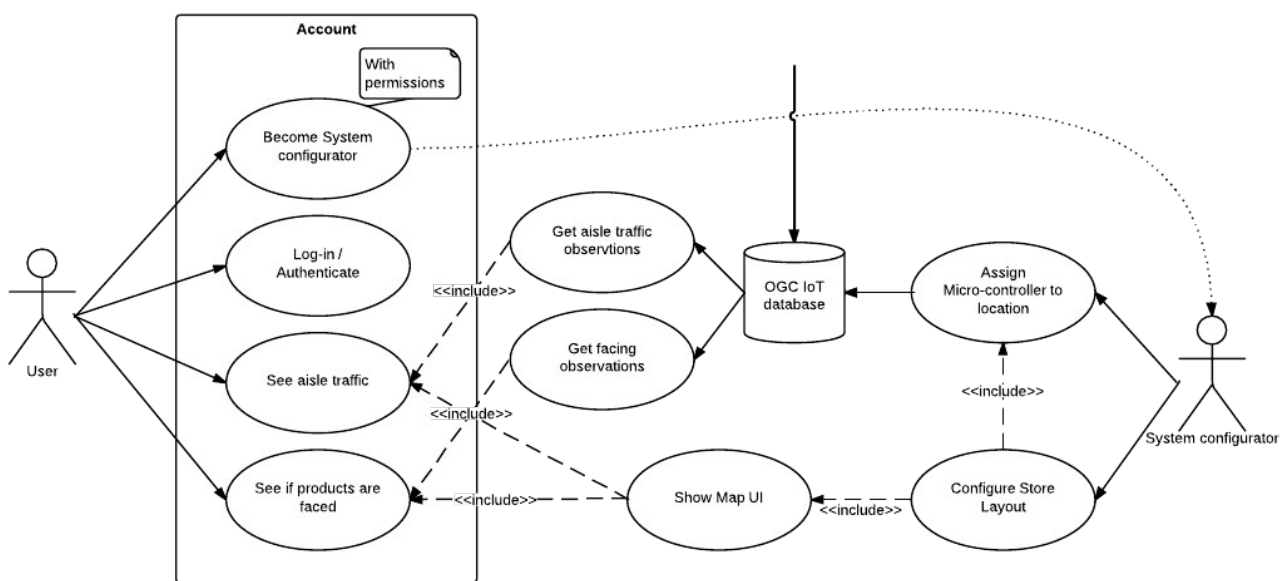 Account
With
permissions
Become System
configurator
Log-in /
Authenticate
See aisle traffic
See if products are
faced
User
Get aisle traffic
observtions
Get facing
observations
<<include>>
<<include>>
<<include>>
Show Map UI
OGC IoT
database
Assign
Micro-controller to
location
<<include>>
<<include>>
Configure Store
Layout
System configurator